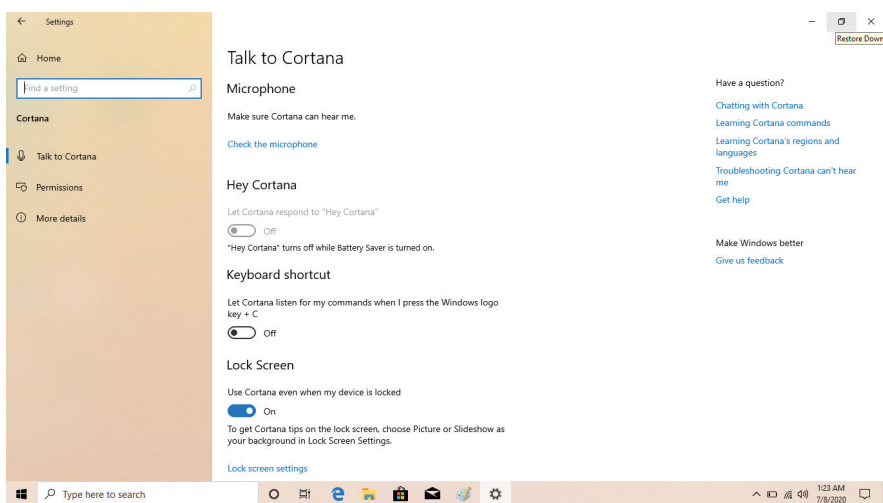 Settings
Restore Down
Home
Find a setting
Cortana
Talk to Cortana
Permissions
More details
Talk to Cortana
Microphone
Make sure Cortana can hear me.
Check the microphone
Hey Cortana
Let Cortana respond to "Hey Cortana"
Off
"Hey Cortana" turns off while Battery Saver is turned on.
Keyboard shortcut
Let Cortana listen for my commands when I press the Windows logo
key + C
Off
Lock Screen
Use Cortana even when my device is locked
On
To get Cortana tips on the lock screen, choose Picture or Slideshow as
your background in Lock Screen Settings.
Lock screen settings
Have a question?
Chatting with Cortana
Learning Cortana commands
Learning Cortana's regions and
languages
Troubleshooting Cortana can't hear
me
Get help
Make Windows better
Give us feedback
Type here to search
1:23 AM
7/8/2020